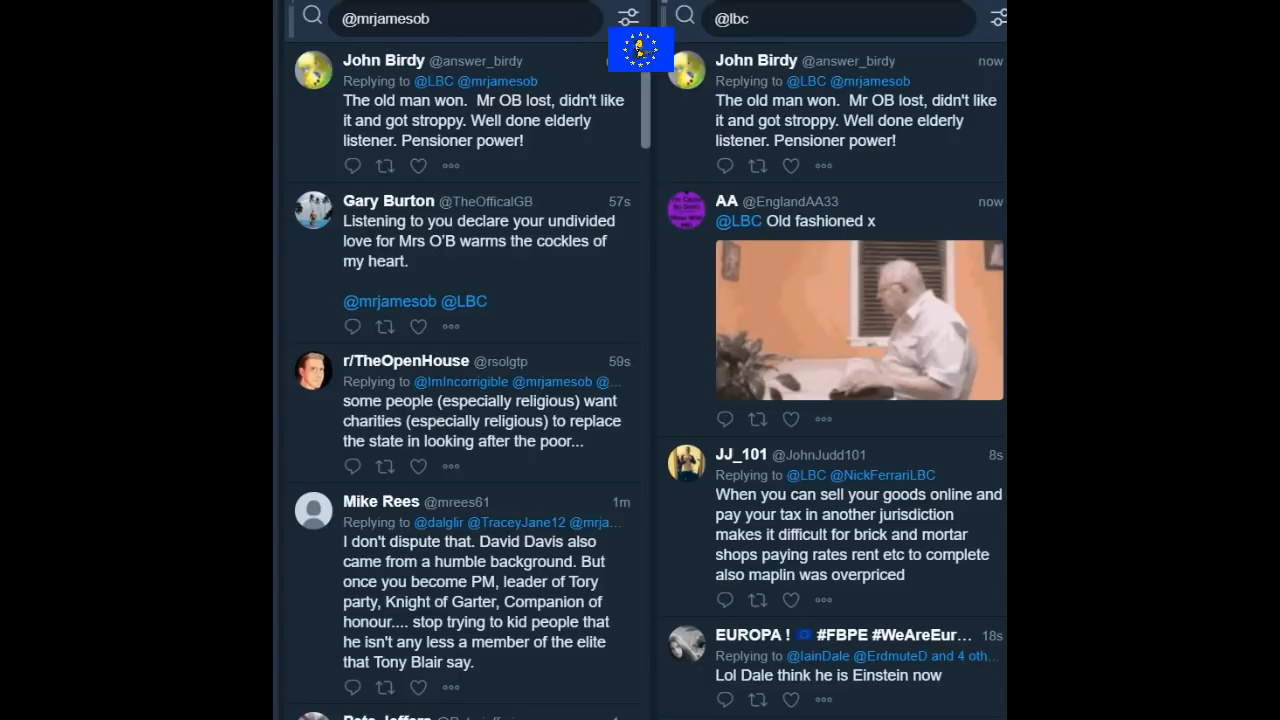 @mrjamesob
John Birdy @answer_birdy
Replying to @LBC @mrjamesob
The old man won.  Mr OB lost, didn't like
it and got stroppy. Well done elderly
listener. Pensioner power!
Gary Burton @TheOfficalGB 57s
Listening to you declare your undivided
love for Mrs O'B warms the cockles of
my heart.
@mrjamesob @LBC
r/TheOpenHouse @rsolgtp 59s
Replying to @ImIncorrigible @mrjamesob @...
some people (especially religious) want
charities (especially religious) to replace
the state in looking after the poor...
Mike Rees @mrees61 1m
Replying to @dalglir @TraceyJane12 @mrja...
I don't dispute that. David Davis also
came from a humble background. But
once you become PM, leader of Tory
party, Knight of Garter, Companion of
honour.... stop trying to kid people that
he isn't any less a member of the elite
that Tony Blair say.
@lbc
John Birdy @answer_birdy now
Replying to @LBC @mrjamesob
The old man won.  Mr OB lost, didn't like
it and got stroppy. Well done elderly
listener. Pensioner power!
AA @EnglandAA33 now
@LBC Old fashioned x
JJ_101 @JohnJudd101 8s
Replying to @LBC @NickFerrariLBC
When you can sell your goods online and
pay your tax in another jurisdiction
makes it difficult for brick and mortar
shops paying rates rent etc to complete
also maplin was overpriced
EUROPA ! 🇪🇺 #FBPE #WeAreEur... 18s
Replying to @IainDale @ErdmuteD and 4 oth...
Lol Dale think he is Einstein now